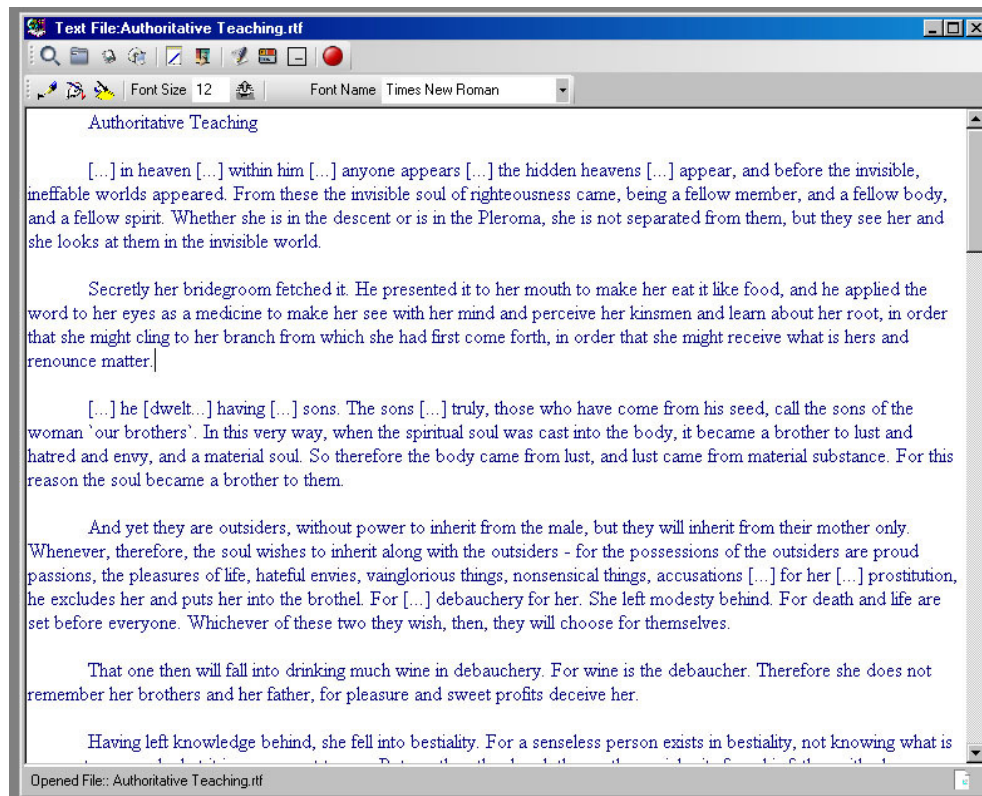 Text File:Authoritative Teaching.rtf
Font Size 12 Font Name Times New Roman
Authoritative Teaching
[...] in heaven [...] within him [...] anyone appears [...] the hidden heavens [...] appear, and before the invisible,
ineffable worlds appeared. From these the invisible soul of righteousness came, being a fellow member, and a fellow body,
and a fellow spirit. Whether she is in the descent or is in the Pleroma, she is not separated from them, but they see her and
she looks at them in the invisible world.
Secretly her bridegroom fetched it. He presented it to her mouth to make her eat it like food, and he applied the
word to her eyes as a medicine to make her see with her mind and perceive her kinsmen and learn about her root, in order
that she might cling to her branch from which she had first come forth, in order that she might receive what is hers and
renounce matter.
[...] he [dwelt...] having [...] sons. The sons [...] truly, those who have come from his seed, call the sons of the
woman `our brothers`. In this very way, when the spiritual soul was cast into the body, it became a brother to lust and
hatred and envy, and a material soul. So therefore the body came from lust, and lust came from material substance. For this
reason the soul became a brother to them.
And yet they are outsiders, without power to inherit from the male, but they will inherit from their mother only.
Whenever, therefore, the soul wishes to inherit along with the outsiders - for the possessions of the outsiders are proud
passions, the pleasures of life, hateful envies, vainglorious things, nonsensical things, accusations [...] for her [...] prostitution,
he excludes her and puts her into the brothel. For [...] debauchery for her. She left modesty behind. For death and life are
set before everyone. Whichever of these two they wish, then, they will choose for themselves.
That one then will fall into drinking much wine in debauchery. For wine is the debaucher. Therefore she does not
remember her brothers and her father, for pleasure and sweet profits deceive her.
Having left knowledge behind, she fell into bestiality. For a senseless person exists in bestiality, not knowing what is
Opened File:: Authoritative Teaching.rtf